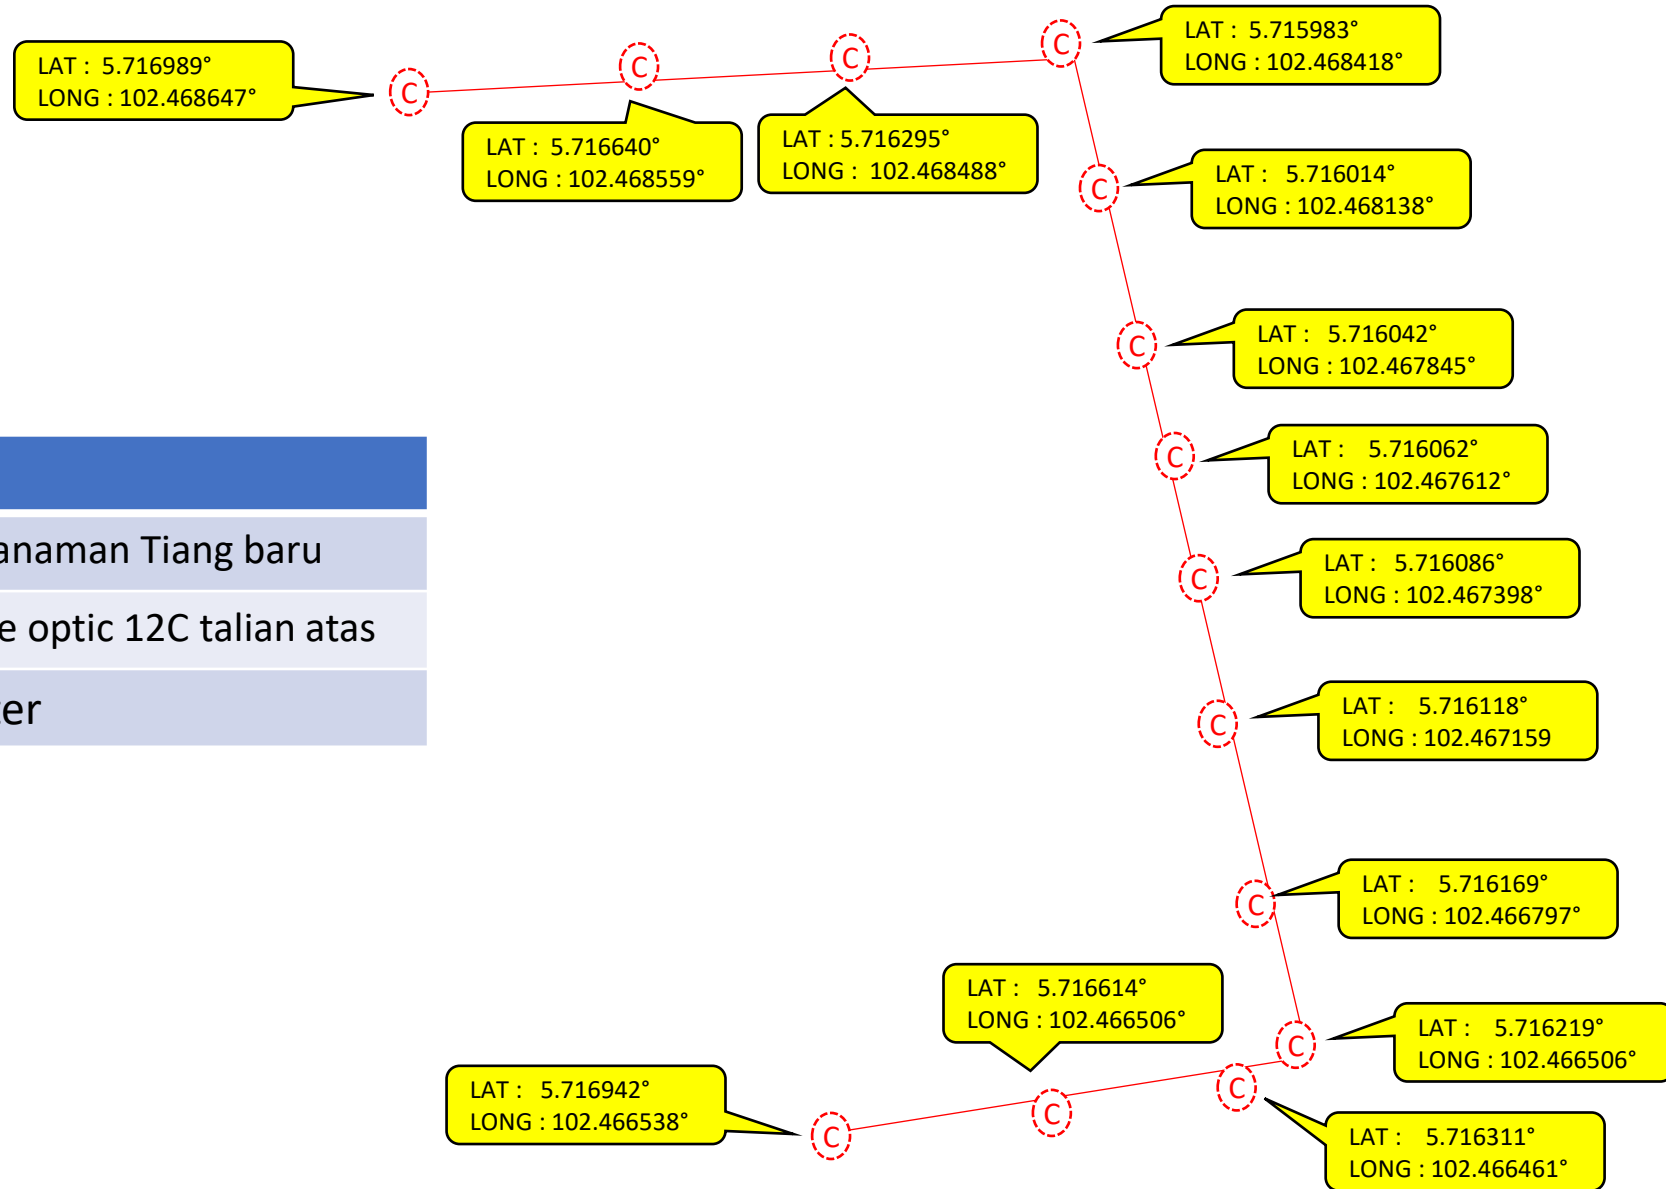 LAT : 5.716989°
LONG : 102.468647°
C
C
C
C
LAT : 5.715983°
LONG : 102.468418°
LAT : 5.716640°
LONG : 102.468559°
LAT : 5.716295°
LONG : 102.468488°
C
LAT : 5.716014°
LONG : 102.468138°
C
LAT : 5.716042°
LONG : 102.467845°
C
LAT : 5.716062°
LONG : 102.467612°
anaman Tiang baru
e optic 12C talian atas
er
C
LAT : 5.716086°
LONG : 102.467398°
C
LAT : 5.716118°
LONG : 102.467159
C
LAT : 5.716169°
LONG : 102.466797°
LAT : 5.716614°
LONG : 102.466506°
C
LAT : 5.716219°
LONG : 102.466506°
LAT : 5.716942°
LONG : 102.466538°
C
C
C
LAT : 5.716311°
LONG : 102.466461°